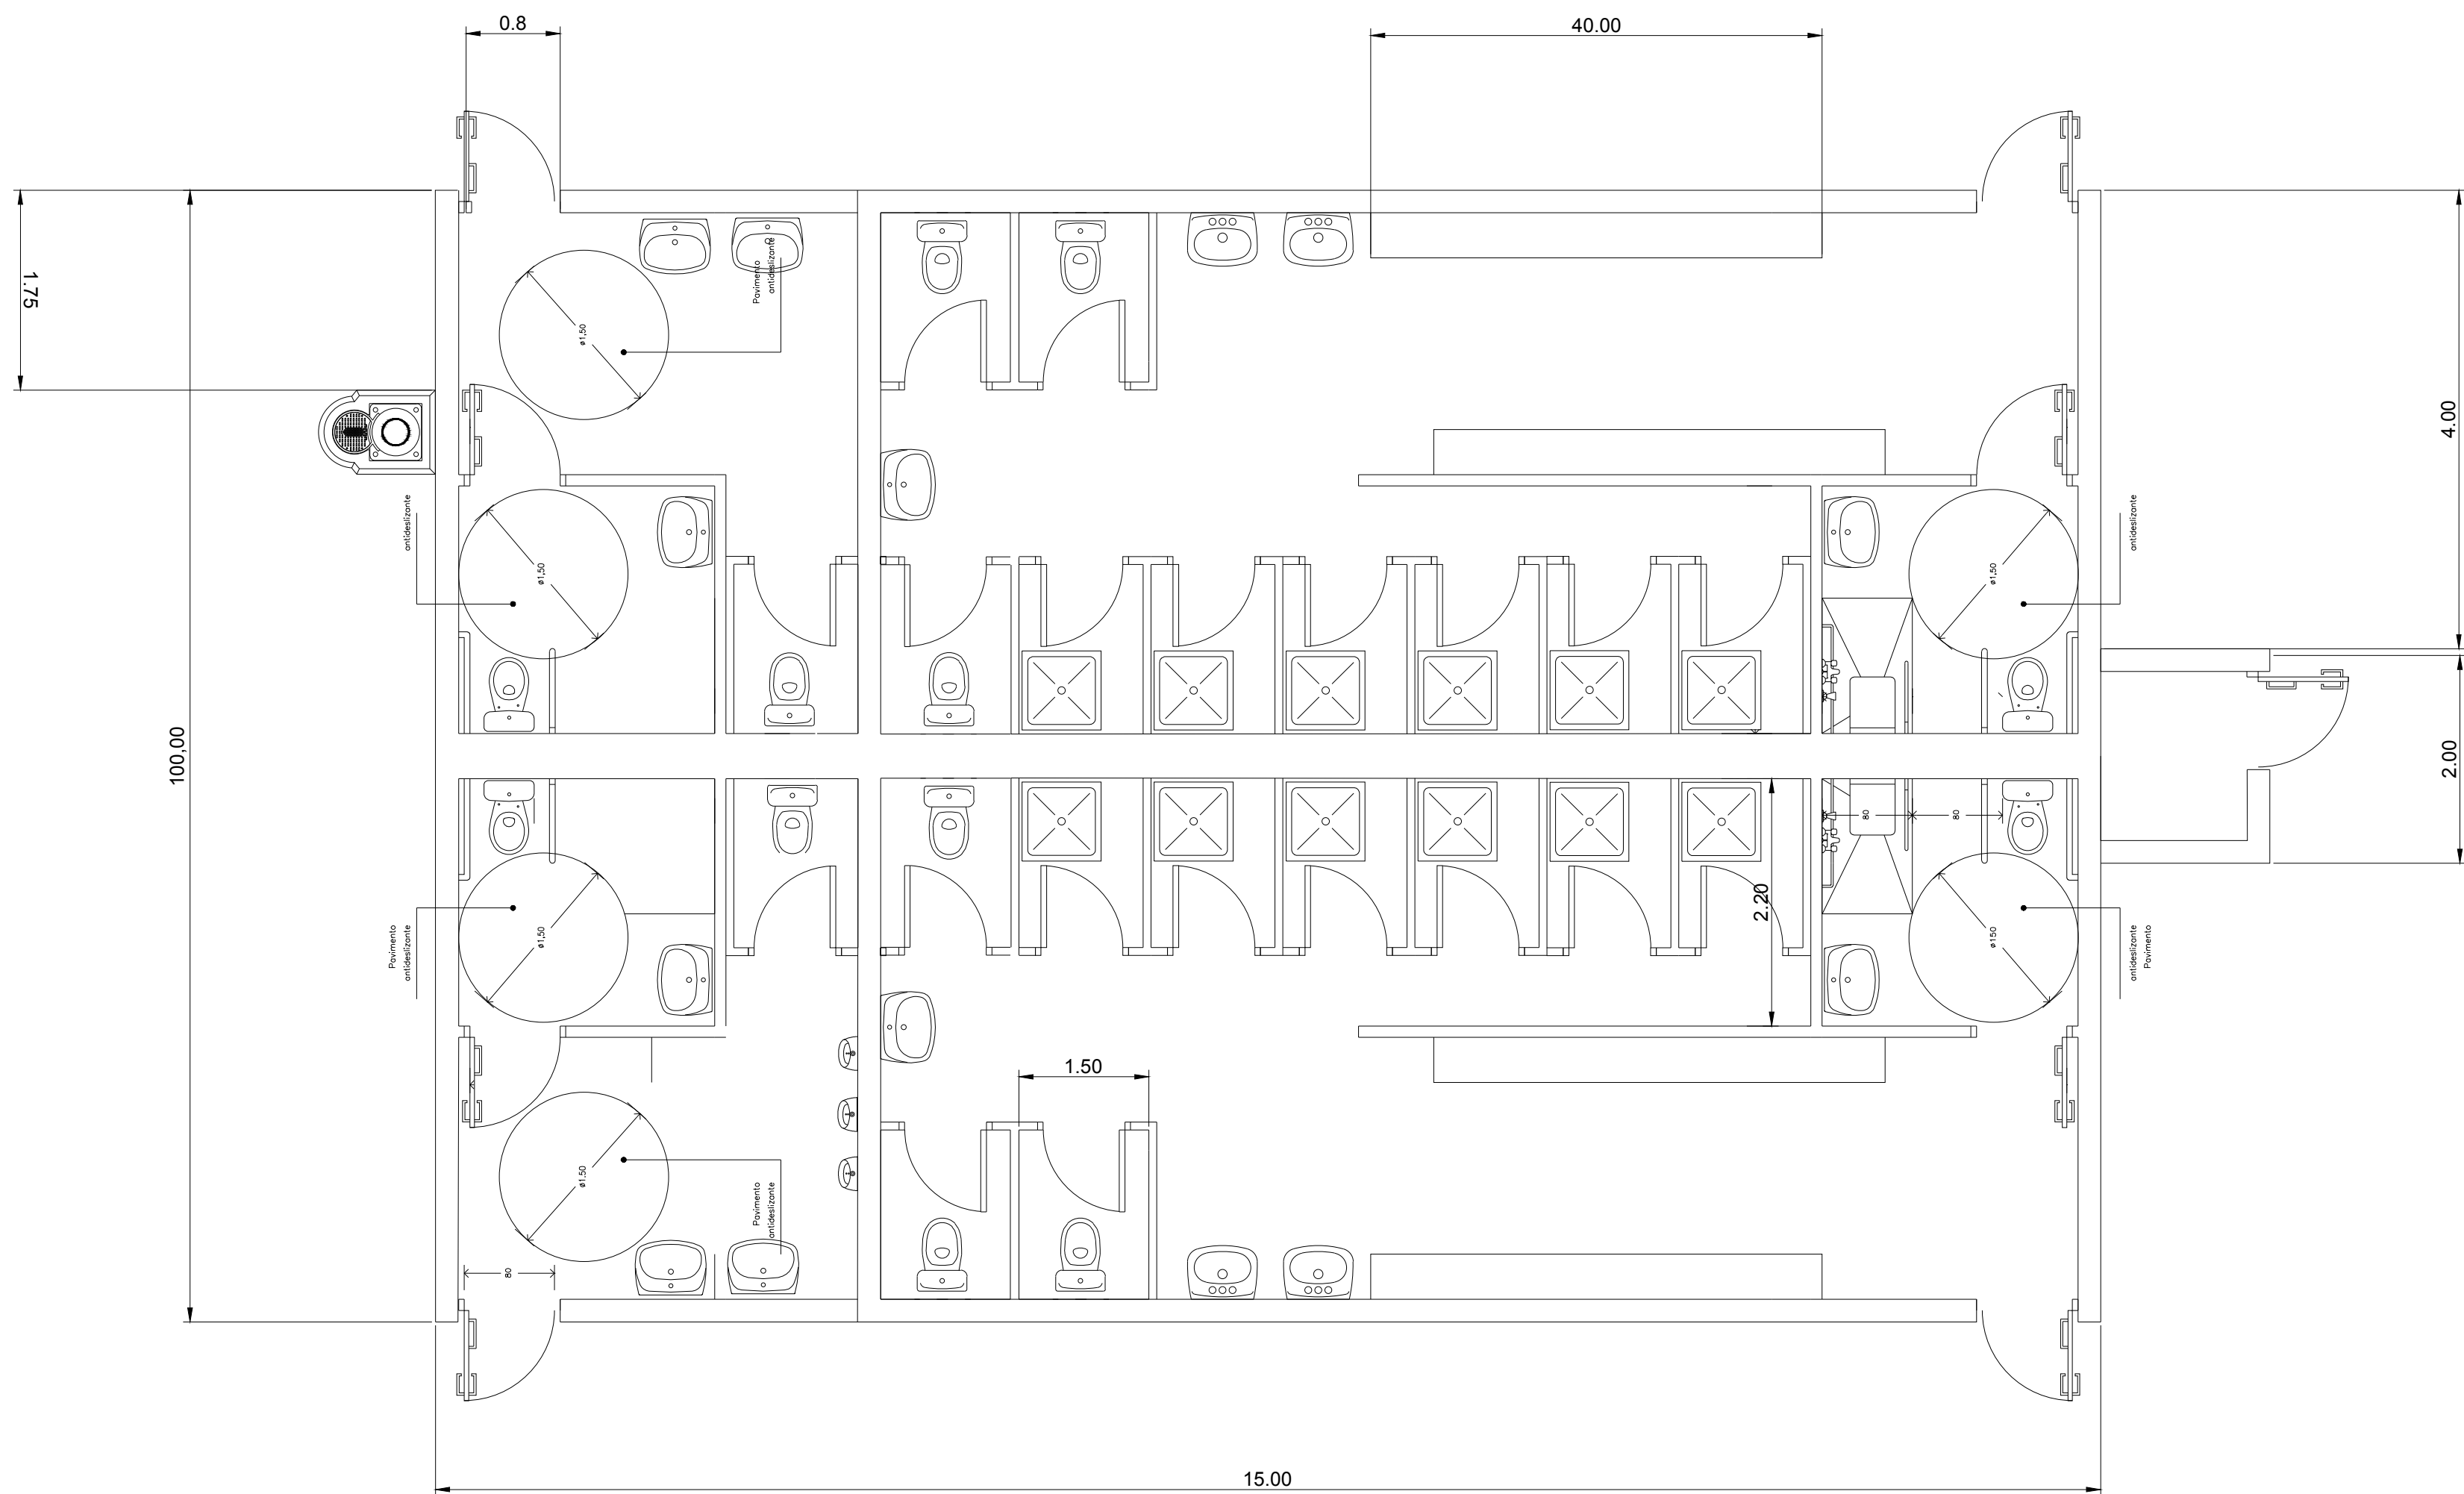 0.8
40.00
1.75
Pavimento
antideslizante
ø1,50
4.00
antideslizante
antideslizante
ø1,50
ø1,50
100,00
2.00
80
80
2.20
Pavimento
antideslizante
ø1,50
ø150
antideslizante
Pavimento
1.50
ø1.50
Pavimento
antideslizante
80
15.00